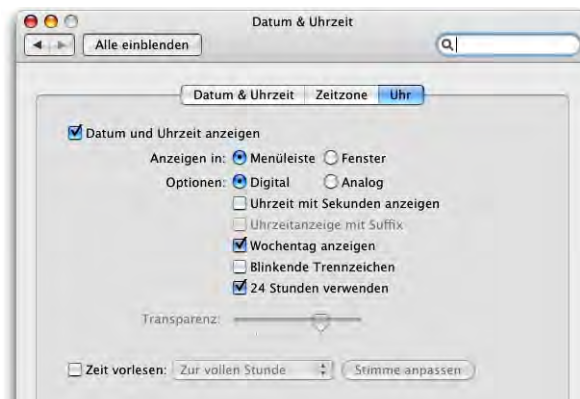 Datum & Uhrzeit
Alle einblenden
Datum & Uhrzeit Zeitzone Uhr
Datum und Uhrzeit anzeigen
Anzeigen in: Menüleiste Fenster
Optionen: Digital Analog
Uhrzeit mit Sekunden anzeigen
Uhrzeitanzeige mit Suffix
Wochentag anzeigen
Blinkende Trennzeichen
24 Stunden verwenden
Transparenz:
Zeit vorlesen: Zur vollen Stunde Stimme anpassen